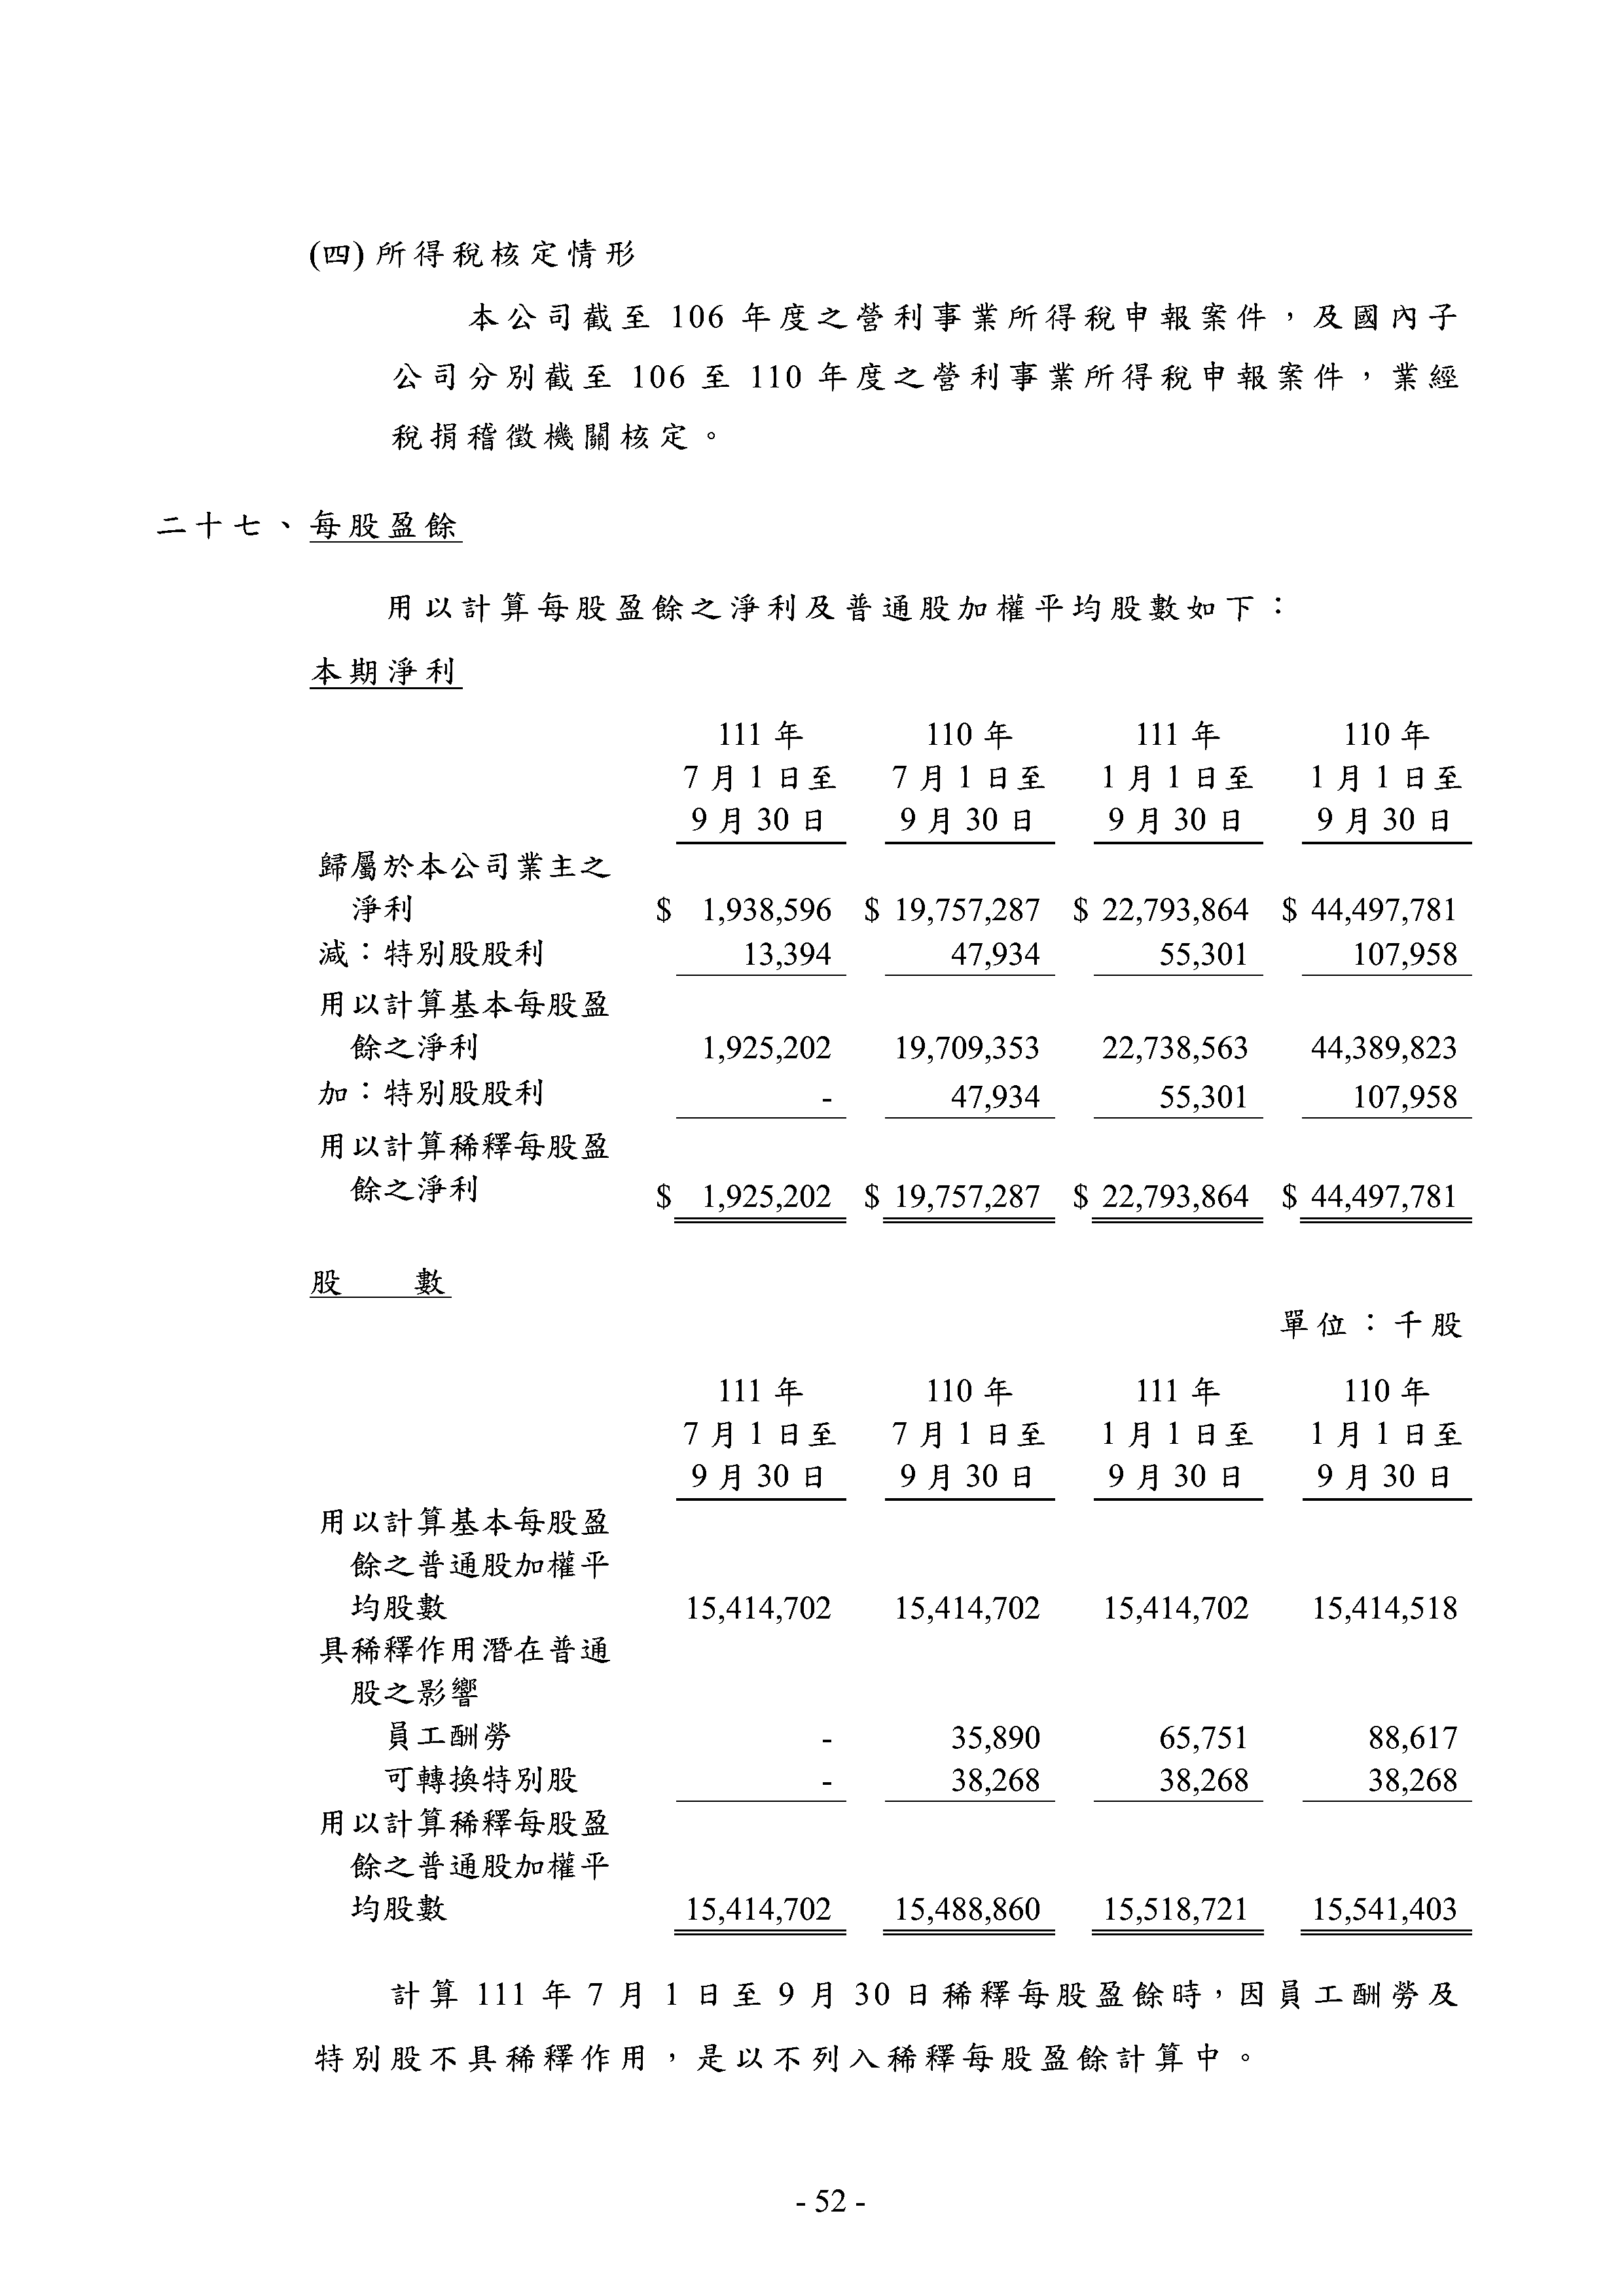 (四) 所得稅核定情形
本公司截至 106 年度之營利事業所得稅申報案件，及國內子
公司分別截至 106 至 110 年度之營利事業所得稅申報案件，業經
稅捐稽徵機關核定。
二十七、每股盈餘
用以計算每股盈餘之淨利及普通股加權平均股數如下：
本期淨利
111 年 110 年 111 年 110 年
7 月 1 日至 7 月 1 日至 1 月 1 日至 1 月 1 日至
9 月 30 日 9 月 30 日 9 月 30 日 9 月 30 日
歸屬於本公司業主之
淨利 $ 1,938,596 $ 19,757,287 $ 22,793,864 $ 44,497,781
減：特別股股利 13,394 47,934 55,301 107,958
用以計算基本每股盈
餘之淨利 1,925,202 19,709,353 22,738,563 44,389,823
加：特別股股利 - 47,934 55,301 107,958
用以計算稀釋每股盈
餘之淨利 $ 1,925,202 $ 19,757,287 $ 22,793,864 $ 44,497,781
股 數
單位：千股
111 年 110 年 111 年 110 年
7 月 1 日至 7 月 1 日至 1 月 1 日至 1 月 1 日至
9 月 30 日 9 月 30 日 9 月 30 日 9 月 30 日
用以計算基本每股盈
餘之普通股加權平
均股數 15,414,702 15,414,702 15,414,702 15,414,518
具稀釋作用潛在普通
股之影響
員工酬勞 - 35,890 65,751 88,617
可轉換特別股 - 38,268 38,268 38,268
用以計算稀釋每股盈
餘之普通股加權平
均股數 15,414,702 15,488,860 15,518,721 15,541,403
計算 111 年 7 月 1 日至 9 月 30 日稀釋每股盈餘時，因員工酬勞及
特別股不具稀釋作用，是以不列入稀釋每股盈餘計算中。
- 52 -